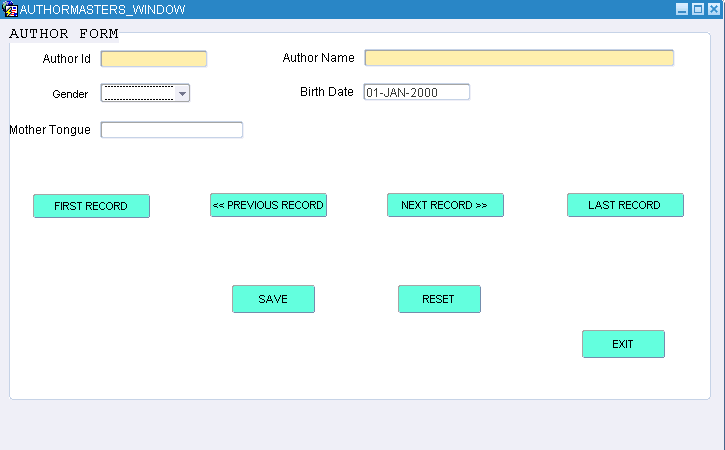 AUTHORMASTERS_WINDOW
AUTHOR FORM
Author Id Author Name
Gender Birth Date 01-JAN-2000
Mother Tongue
FIRST RECORD << PREVIOUS RECORD NEXT RECORD >> LAST RECORD
SAVE RESET
EXIT